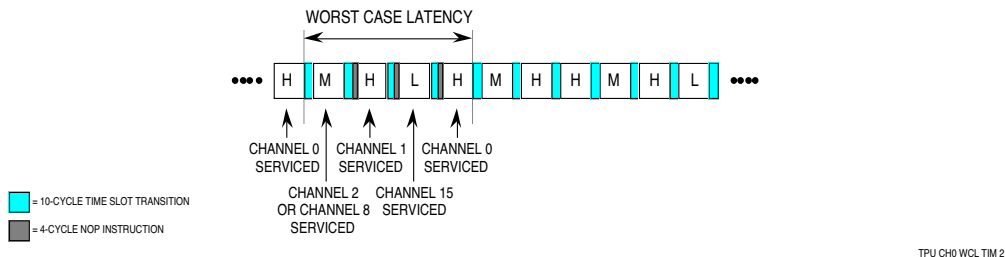 WORST CASE LATENCY
H M H L H M H H M H L
CHANNEL 0
SERVICED
CHANNEL 1
SERVICED
CHANNEL 0
SERVICED
CHANNEL 2
OR CHANNEL 8
SERVICED
CHANNEL 15
SERVICED
= 10-CYCLE TIME SLOT TRANSITION
= 4-CYCLE NOP INSTRUCTION
TPU CH0 WCL TIM 2